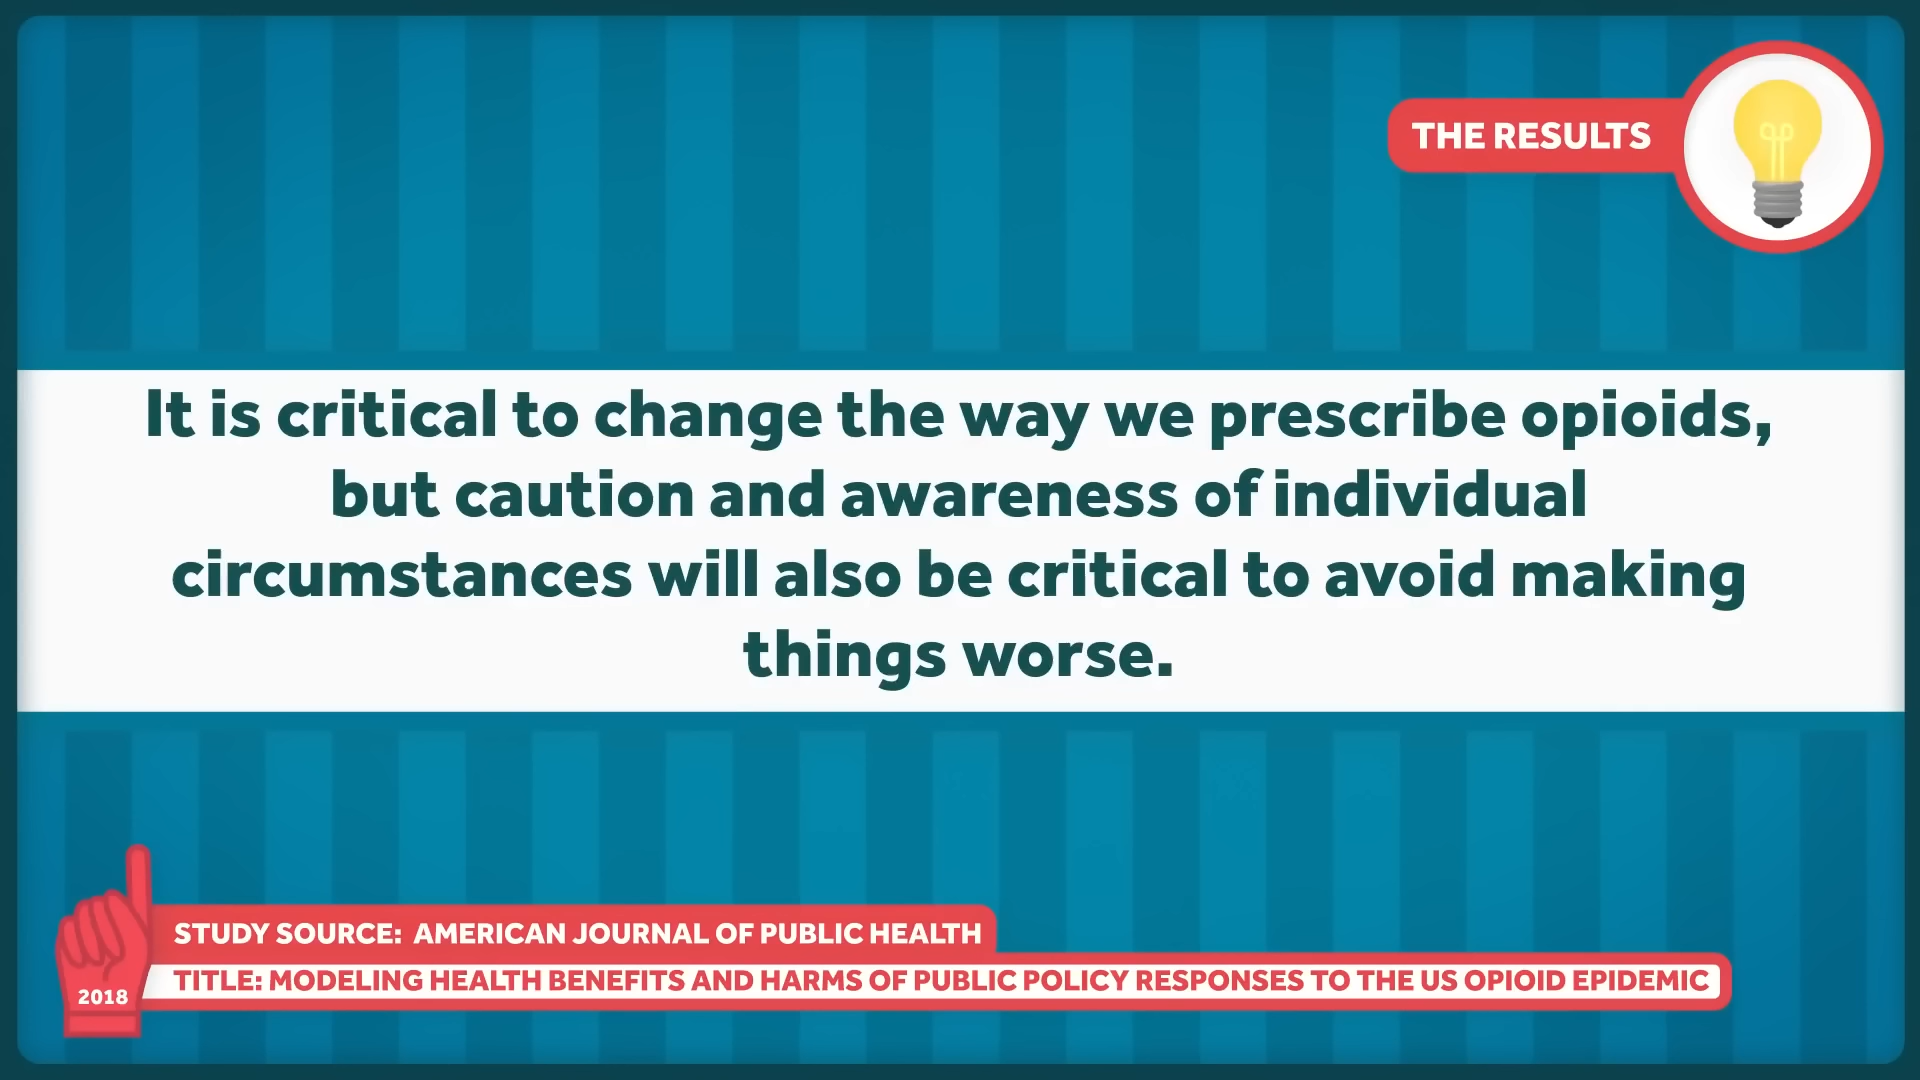 THE RESULTS
It is critical to change the way we prescribe opioids,
but caution and awareness of individual
circumstances will also be critical to avoid making
things worse.
STUDY SOURCE: AMERICAN JOURNAL OF PUBLIC HEALTH
TITLE: MODELING HEALTH BENEFITS AND HARMS OF PUBLIC POLICY RESPONSES TO THE US OPIOID EPIDEMIC
2018